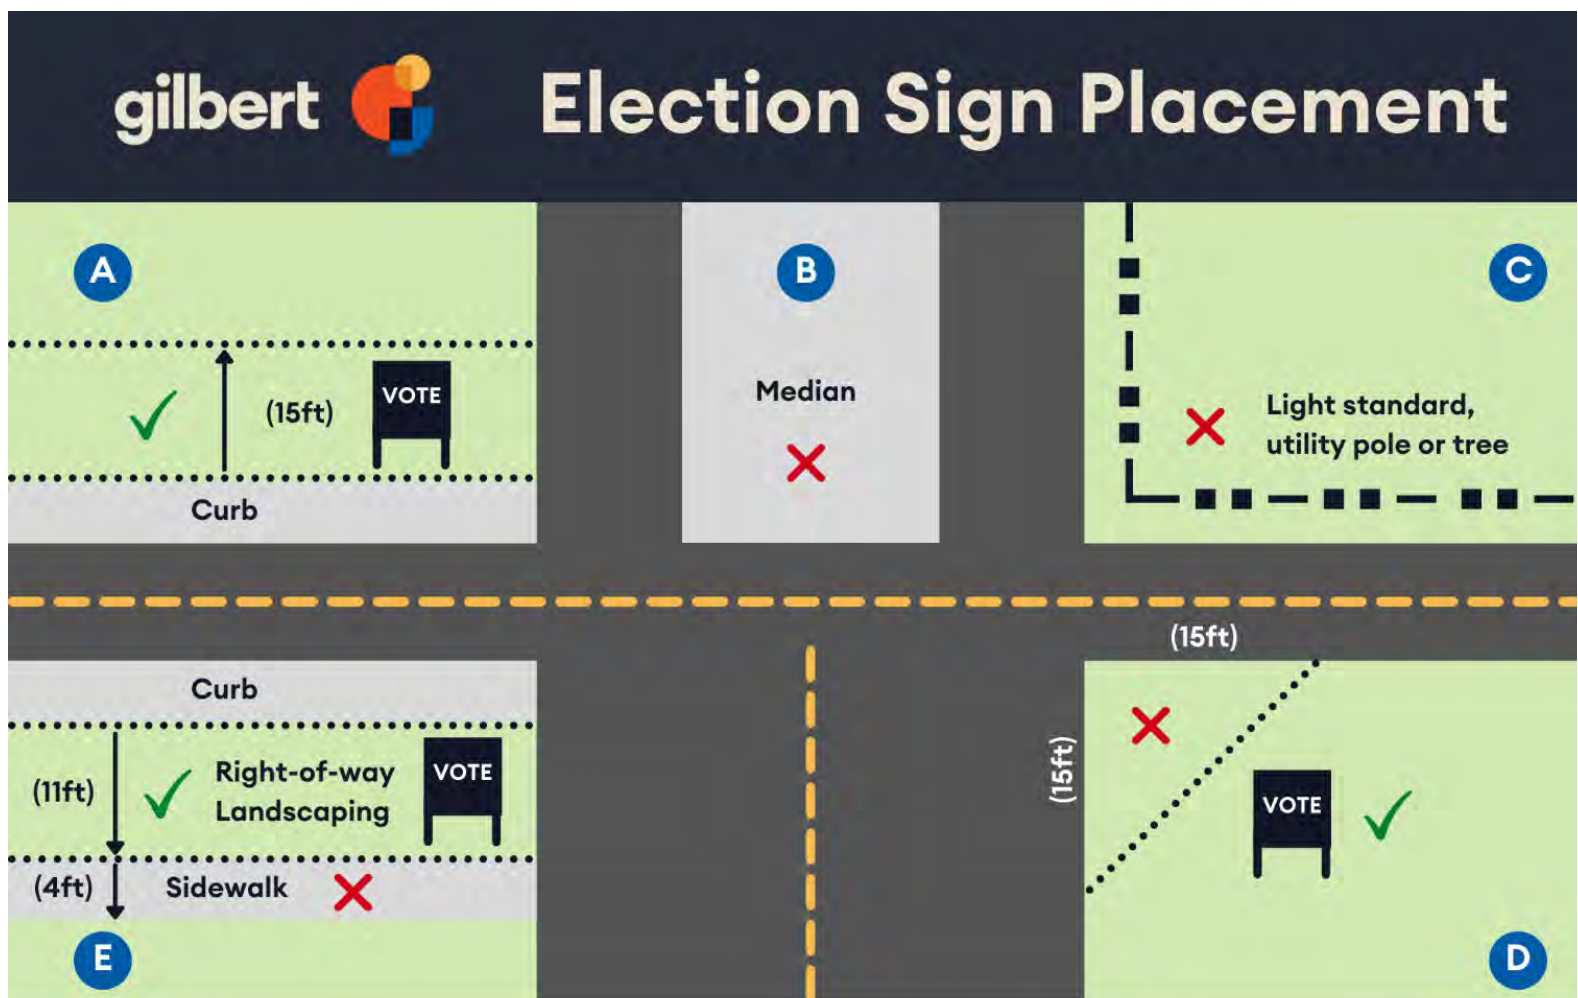 gilbert
Election Sign Placement
A
(15ft)
VOTE
Curb
B
Median
C
Light standard,
utility pole or tree
Curb
(11ft)
Right-of-way
Landscaping
VOTE
(4ft)
Sidewalk
E
(15ft)
(15ft)
VOTE
D